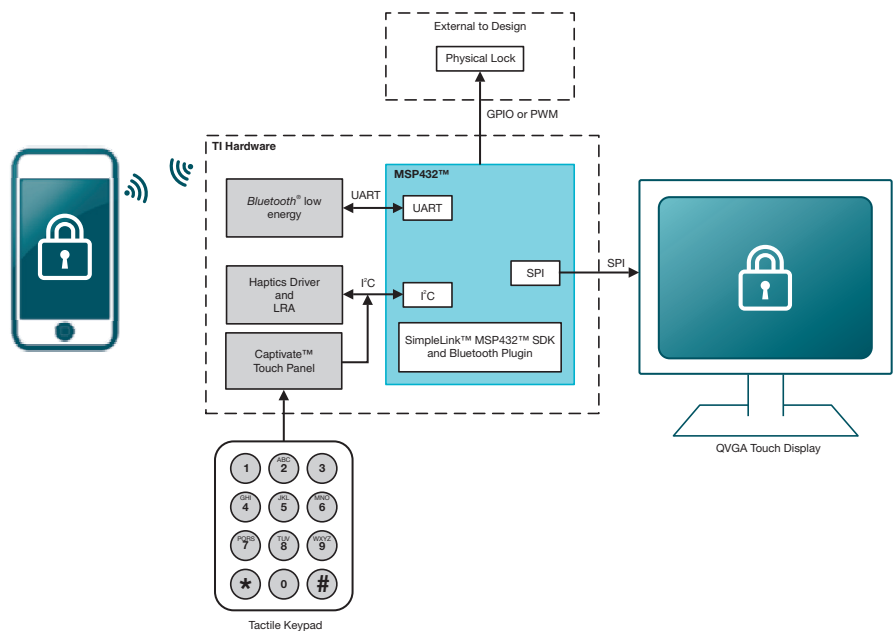 External to Design
Physical Lock
GPIO or PWM
TI Hardware
MSP432™
Bluetooth® low
energy
UART
UART
Haptics Driver
and
LRA
I²C
I²C
SPI
SPI
Captivate™
Touch Panel
SimpleLink™ MSP432™ SDK
and Bluetooth Plugin
QVGA Touch Display
1
ABC
2
3
GHI
4
JKL
5
MNO
6
PQRS
7
TUV
8
WXYZ
9
*
0
#
Tactile Keypad